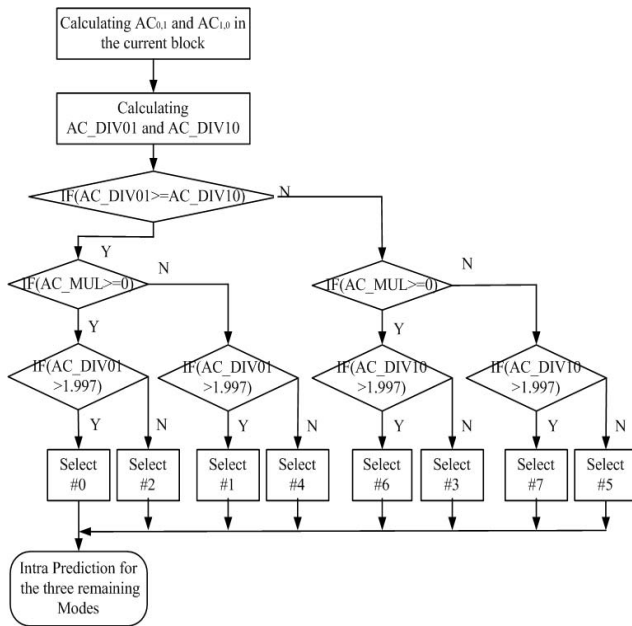 Calculating AC0,1 and AC1,0 in
the current block
Calculating
AC_DIV01 and AC_DIV10
IF(AC_DIV01>=AC_DIV10)
N
Y
IF(AC_MUL>=0)
N
IF(AC_MUL>=0)
N
Y
Y
IF(AC_DIV01
>1.997)
IF(AC_DIV01
>1.997)
IF(AC_DIV10
>1.997)
IF(AC_DIV10
>1.997)
Y
N
Y
N
Y
N
Y
N
Select
#0
Select
#2
Select
#1
Select
#4
Select
#6
Select
#3
Select
#7
Select
#5
Intra Prediction for
the three remaining
Modes